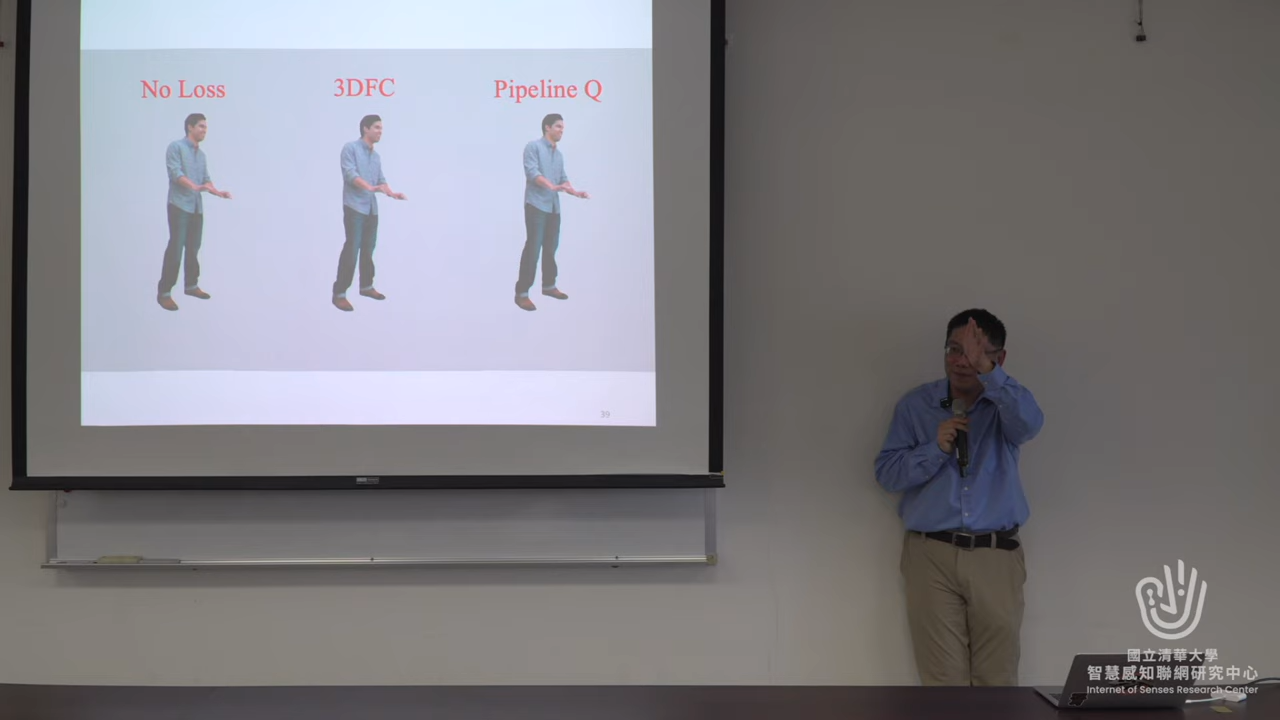 No Loss
3DFC
Pipeline Q
39
國立清華大學
智慧感知聯網研究中心
Internet of Senses Research Center